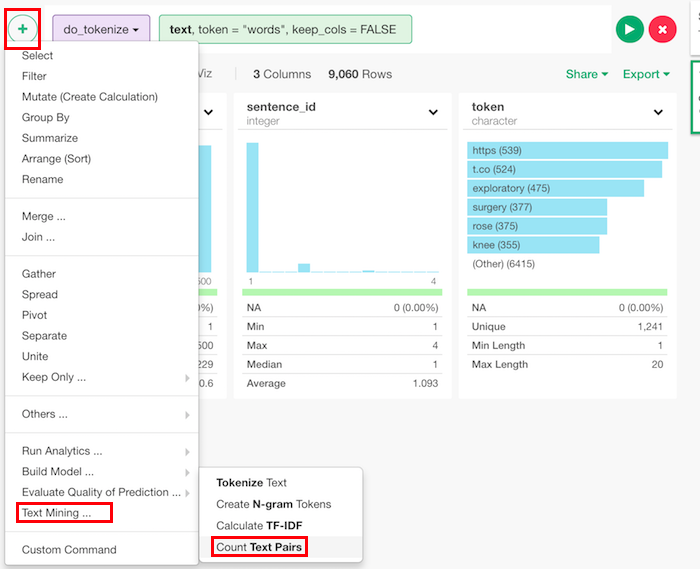 + do_tokenize text, token = "words", keep_cols = FALSE
Viz 3 Columns 9,060 Rows Share Export
Select
Filter
Mutate (Create Calculation)
Group By
Summarize
Arrange (Sort)
Rename
Merge ...
Join ...
Gather
Spread
Pivot
Separate
Unite
Keep Only ...
Others ...
Run Analytics ...
Build Model ...
Evaluate Quality of Prediction ...
Text Mining ...
Custom Command
Tokenize Text
Create N-gram Tokens
Calculate TF-IDF
Count Text Pairs
500
%)
1
500
229
0.6
sentence_id
integer
1 4
NA 0 (0.00%)
Min 1
Max 4
Median 1
Average 1.093
token
character
https (539)
t.co (524)
exploratory (475)
surgery (377)
rose (375)
knee (355)
(Other) (6415)
NA 0 (0.00%)
Unique 1,241
Min Length 1
Max Length 20